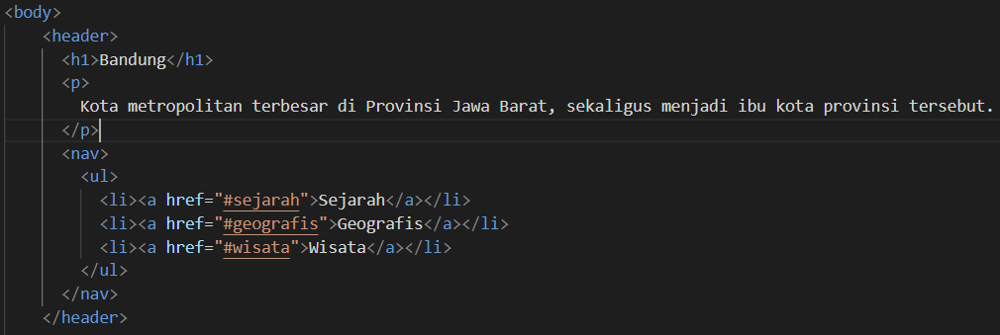 <body>
<header>
<h1>Bandung</h1>
<p>
Kota metropolitan terbesar di Provinsi Jawa Barat, sekaligus menjadi ibu kota provinsi tersebut.
</p>
<nav>
<ul>
<li><a href="#sejarah">Sejarah</a></li>
<li><a href="#geografis">Geografis</a></li>
<li><a href="#wisata">Wisata</a></li>
</ul>
</nav>
</header>